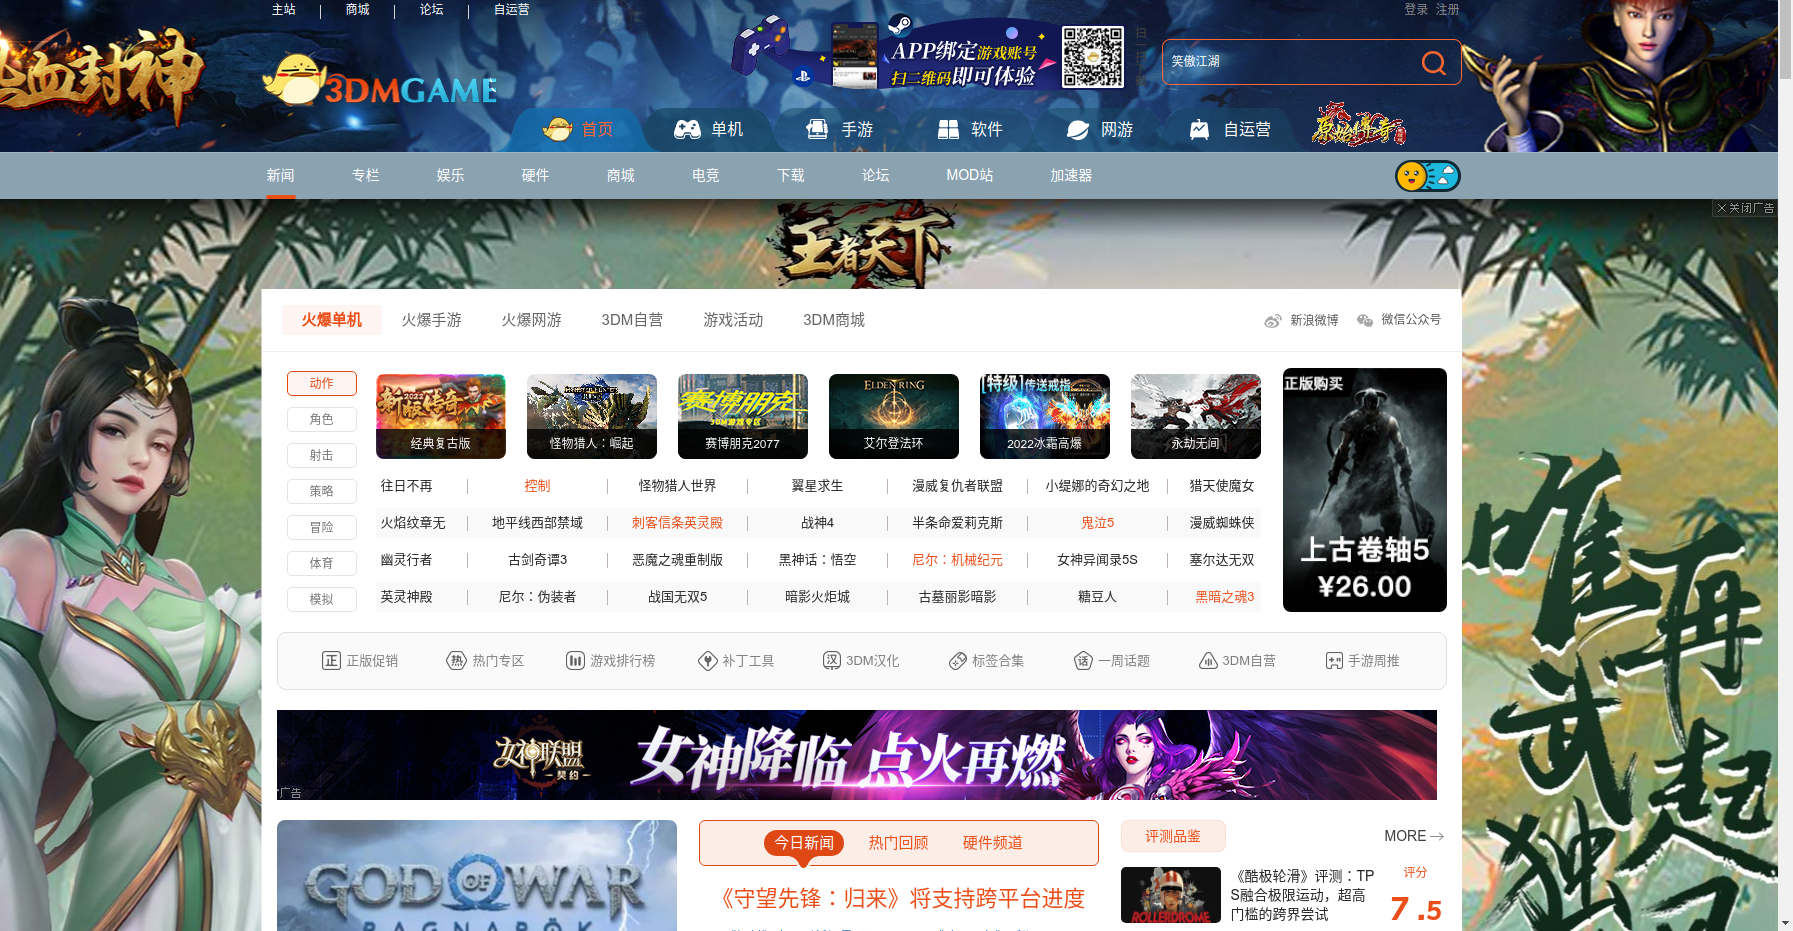 主站 商城 论坛 自运营
登录 注册
热血封神
3DMGAME
APP绑定游戏账号
扫二维码即可体验
笑傲江湖
首页 单机 手游 软件 网游 自运营
原始传奇
新闻 专栏 娱乐 硬件 商城 电竞 下载 论坛 MOD站 加速器
关闭广告
王者天下
火爆单机 火爆手游 火爆网游 3DM自营 游戏活动 3DM商城
新浪微博 微信公众号
动作
角色
射击
策略
冒险
体育
模拟
经典复古版 怪物猎人：崛起 赛博朋克2077 艾尔登法环 2022冰霜高爆 永劫无间
往日不再 控制 怪物猎人世界 翼星求生 漫威复仇者联盟 小缇娜的奇幻之地 猎天使魔女
火焰纹章无 地平线西部禁域 刺客信条英灵殿 战神4 半条命爱莉克斯 鬼泣5 漫威蜘蛛侠
幽灵行者 古剑奇谭3 恶魔之魂重制版 黑神话：悟空 尼尔：机械纪元 女神异闻录5S 塞尔达无双
英灵神殿 尼尔：伪装者 战国无双5 暗影火炬城 古墓丽影暗影 糖豆人 黑暗之魂3
正版购买
上古卷轴5
¥26.00
正版促销 热门专区 游戏排行榜 补丁工具 3DM汉化 标签合集 一周话题 3DM自营 手游周推
女神联盟
契约
女神降临 点火再燃
广告
GOD OF WAR
RAGNARÖK
今日新闻 热门回顾 硬件频道
《守望先锋：归来》将支持跨平台进度
评测品鉴
MORE
ROLLERDROME
《酷极轮滑》评测：TP
S融合极限运动，超高
门槛的跨界尝试
评分
7.5
唯再
武起
独